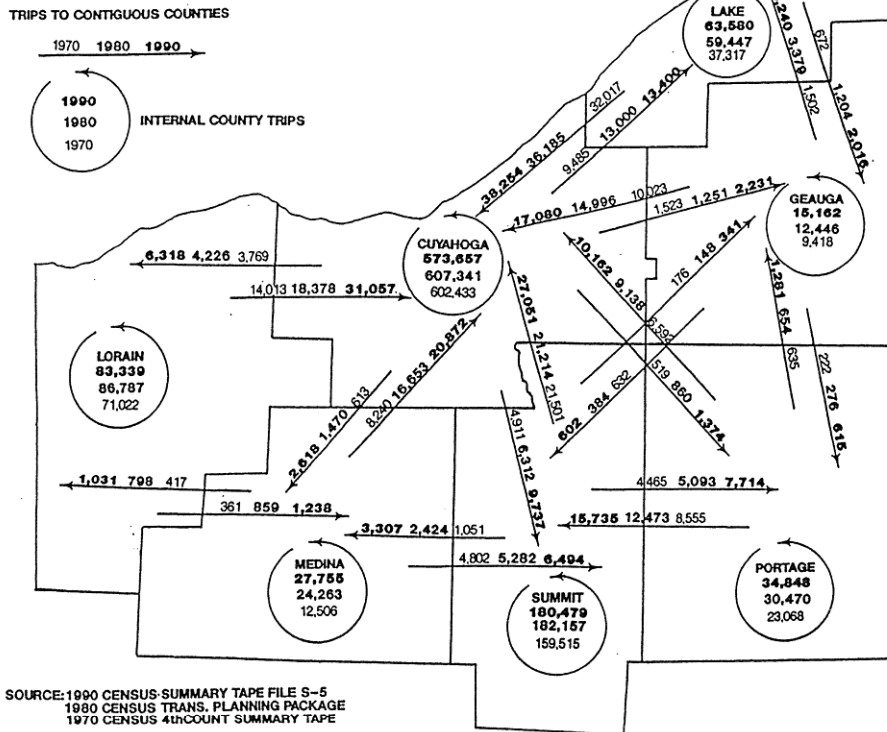 TRIPS TO CONTIGUOUS COUNTIES
1970 1980 1990
1990
1980
1970
INTERNAL COUNTY TRIPS
LAKE
63,580
59,447
37,317
240 3,379 1,502
672 1,204 2,016
38,254 36,185 32,017
9,485 13,000 13,400
17,080 14,996 10,023
1,523 1,251 2,231
GEAUGA
15,162
12,446
9,418
CUYAHOGA
573,657
607,341
602,433
6,318 4,226 3,769
14,013 18,378 31,057
10,162 9,138 6,592
176 148 341
1,281 654 635
222 276 615
27,051 21,214 21,501
LORAIN
83,339
86,787
71,022
2,618 1,470 613
8,240 16,653 20,872
602 384 632
519 860 1,374
4,911 6,312 9,737
1,031 798 417
361 859 1,238
4,465 5,093 7,714
15,735 12,473 8,555
3,307 2,424 1,051
4,802 5,282 6,494
MEDINA
27,755
24,263
12,506
SUMMIT
180,479
182,157
159,515
PORTAGE
34,848
30,470
23,068
SOURCE: 1990 CENSUS SUMMARY TAPE FILE S-5
1980 CENSUS TRANS. PLANNING PACKAGE
1970 CENSUS 4thCOUNT SUMMARY TAPE